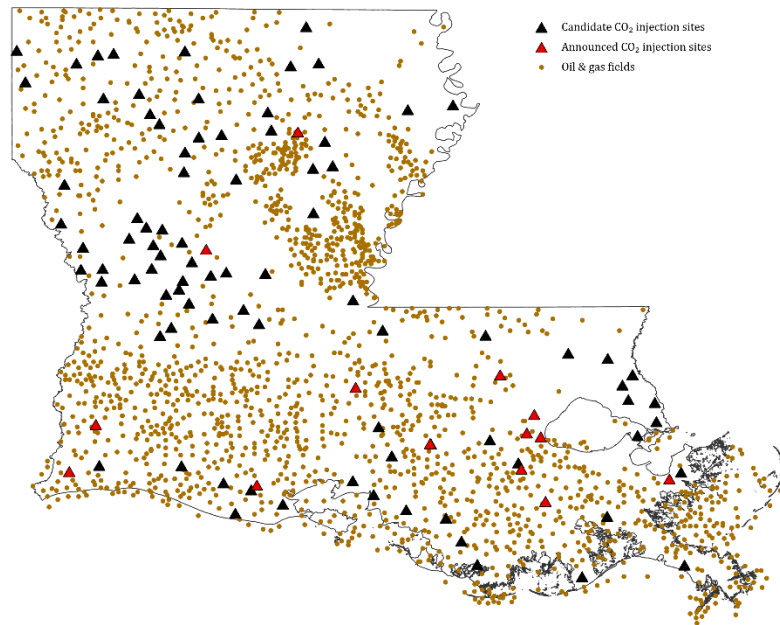 Candidate CO₂ injection sites
Announced CO₂ injection sites
Oil & gas fields